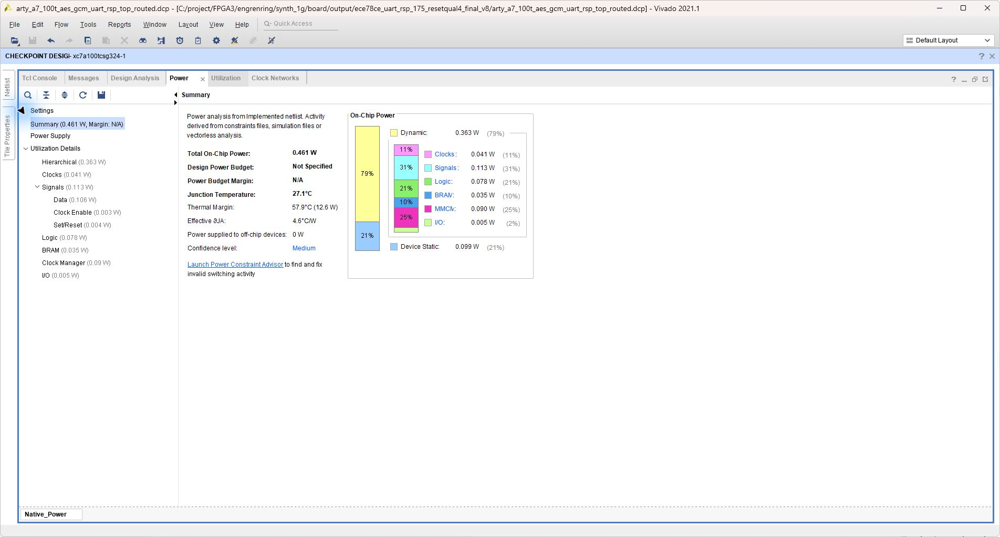 arty_a7_100t_aes_gcm_uart_rsp_top_routed.dcp - [C:/project/FPGA3/engrenring/synth_1g/board/output/ece78ce_uart_rsp_175_resetqual4_final_v8/arty_a7_100t_aes_gcm_uart_rsp_top_routed.dcp] - Vivado 2021.1
File Edit Flow Tools Reports Window Layout View Help Quick Access
Default Layout
CHECKPOINT DESIGI- xc7a100tcsg324-1
Netlist
Tile Properties
Tcl Console Messages Design Analysis Power Utilization Clock Networks
Settings
Summary (0.461 W, Margin: N/A)
Power Supply
Utilization Details
Hierarchical (0.363 W)
Clocks (0.041 W)
Signals (0.113 W)
Data (0.106 W)
Clock Enable (0.003 W)
Set/Reset (0.004 W)
Logic (0.078 W)
BRAM (0.035 W)
Clock Manager (0.09 W)
I/O (0.005 W)
Summary
Power analysis from Implemented netlist. Activity
derived from constraints files, simulation files or
vectorless analysis.
Total On-Chip Power: 0.461 W
Design Power Budget: Not Specified
Power Budget Margin: N/A
Junction Temperature: 27.1°C
Thermal Margin: 57.9°C (12.6 W)
Effective ϑJA: 4.6°C/W
Power supplied to off-chip devices: 0 W
Confidence level: Medium
Launch Power Constraint Advisor to find and fix
invalid switching activity
On-Chip Power
79%
21%
Dynamic: 0.363 W (79%)
11%
31%
21%
10%
25%
Clocks: 0.041 W (11%)
Signals: 0.113 W (31%)
Logic: 0.078 W (21%)
BRAM: 0.035 W (10%)
MMCM: 0.090 W (25%)
I/O: 0.005 W (2%)
Device Static: 0.099 W (21%)
Native_Power